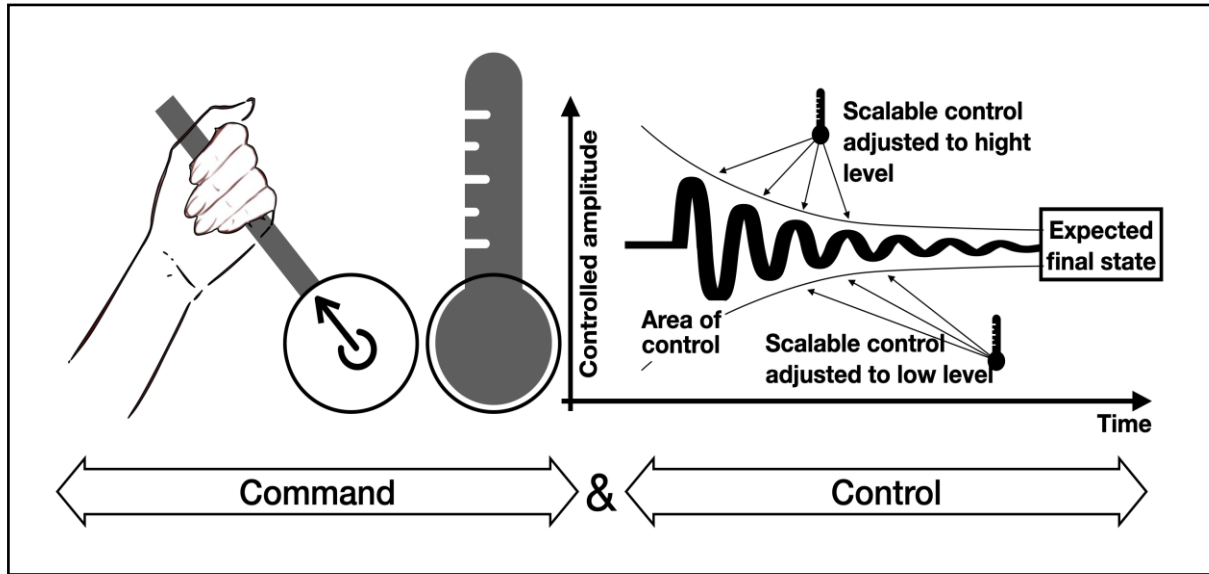 Controlled amplitude
Scalable control
adjusted to hight
level
Expected
final state
Area of
control
Scalable control
adjusted to low level
Time
Command
&
Control